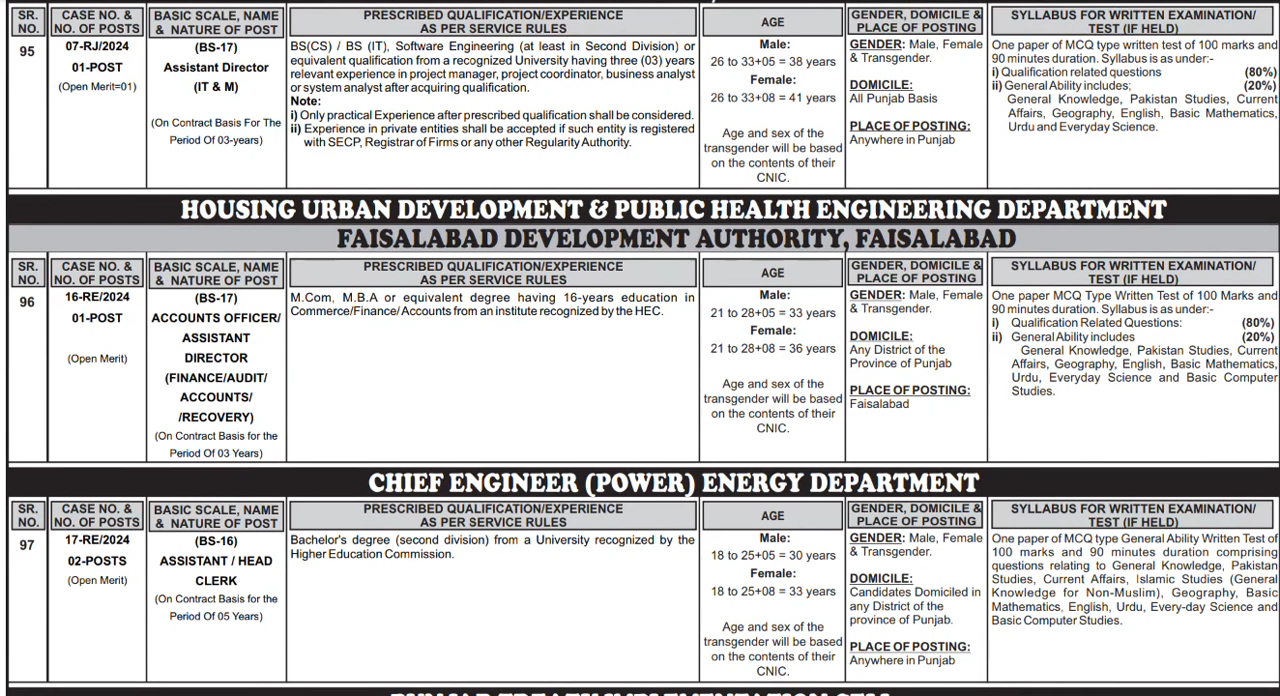 SR. NO.
CASE NO. & NO. OF POSTS
BASIC SCALE, NAME & NATURE OF POST
PRESCRIBED QUALIFICATION/EXPERIENCE AS PER SERVICE RULES
AGE
GENDER, DOMICILE & PLACE OF POSTING
SYLLABUS FOR WRITTEN EXAMINATION/ TEST (IF HELD)
95
07-RJ/2024
01-POST
(Open Merit=01)
(BS-17)
Assistant Director
(IT & M)
(On Contract Basis For The
Period Of 03-years)
BS(CS) / BS (IT), Software Engineering (at least in Second Division) or
equivalent qualification from a recognized University having three (03) years
relevant experience in project manager, project coordinator, business analyst
or system analyst after acquiring qualification.
Note:
i) Only practical Experience after prescribed qualification shall be considered.
ii) Experience in private entities shall be accepted if such entity is registered
with SECP, Registrar of Firms or any other Regularity Authority.
Male:
26 to 33+05 = 38 years
Female:
26 to 33+08 = 41 years
Age and sex of the
transgender will be based
on the contents of their
CNIC.
GENDER: Male, Female
& Transgender.
DOMICILE:
All Punjab Basis
PLACE OF POSTING:
Anywhere in Punjab
One paper of MCQ type written test of 100 marks and
90 minutes duration. Syllabus is as under:-
i) Qualification related questions (80%)
ii) General Ability includes; (20%)
General Knowledge, Pakistan Studies, Current
Affairs, Geography, English, Basic Mathematics,
Urdu and Everyday Science.
HOUSING URBAN DEVELOPMENT & PUBLIC HEALTH ENGINEERING DEPARTMENT
FAISALABAD DEVELOPMENT AUTHORITY, FAISALABAD
SR. NO.
CASE NO. & NO. OF POSTS
BASIC SCALE, NAME & NATURE OF POST
PRESCRIBED QUALIFICATION/EXPERIENCE AS PER SERVICE RULES
AGE
GENDER, DOMICILE & PLACE OF POSTING
SYLLABUS FOR WRITTEN EXAMINATION/ TEST (IF HELD)
96
16-RE/2024
01-POST
(Open Merit)
(BS-17)
ACCOUNTS OFFICER/
ASSISTANT
DIRECTOR
(FINANCE/AUDIT/
ACCOUNTS/
/RECOVERY)
(On Contract Basis for the
Period Of 03 Years)
M.Com, M.B.A or equivalent degree having 16-years education in
Commerce/Finance/Accounts from an institute recognized by the HEC.
Male:
21 to 28+05 = 33 years
Female:
21 to 28+08 = 36 years
Age and sex of the
transgender will be based
on the contents of their
CNIC.
GENDER: Male, Female
& Transgender.
DOMICILE:
Any District of the
Province of Punjab
PLACE OF POSTING:
Faisalabad
One paper MCQ Type Written Test of 100 Marks and
90 minutes duration. Syllabus is as under:-
i) Qualification Related Questions: (80%)
ii) General Ability includes (20%)
General Knowledge, Pakistan Studies, Current
Affairs, Geography, English, Basic Mathematics,
Urdu, Everyday Science and Basic Computer
Studies.
CHIEF ENGINEER (POWER) ENERGY DEPARTMENT
SR. NO.
CASE NO. & NO. OF POSTS
BASIC SCALE, NAME & NATURE OF POST
PRESCRIBED QUALIFICATION/EXPERIENCE AS PER SERVICE RULES
AGE
GENDER, DOMICILE & PLACE OF POSTING
SYLLABUS FOR WRITTEN EXAMINATION/ TEST (IF HELD)
97
17-RE/2024
02-POSTS
(Open Merit)
(BS-16)
ASSISTANT / HEAD
CLERK
(On Contract Basis for the
Period Of 05 Years)
Bachelor's degree (second division) from a University recognized by the
Higher Education Commission.
Male:
18 to 25+05 = 30 years
Female:
18 to 25+08 = 33 years
Age and sex of the
transgender will be based
on the contents of their
CNIC.
GENDER: Male, Female
& Transgender.
DOMICILE:
Candidates Domiciled in
any District of the
province of Punjab.
PLACE OF POSTING:
Anywhere in Punjab
One paper of MCQ type General Ability Written Test of
100 marks and 90 minutes duration comprising
questions relating to General Knowledge, Pakistan
Studies, Current Affairs, Islamic Studies (General
Knowledge for Non-Muslim), Geography, Basic
Mathematics, English, Urdu, Every-day Science and
Basic Computer Studies.